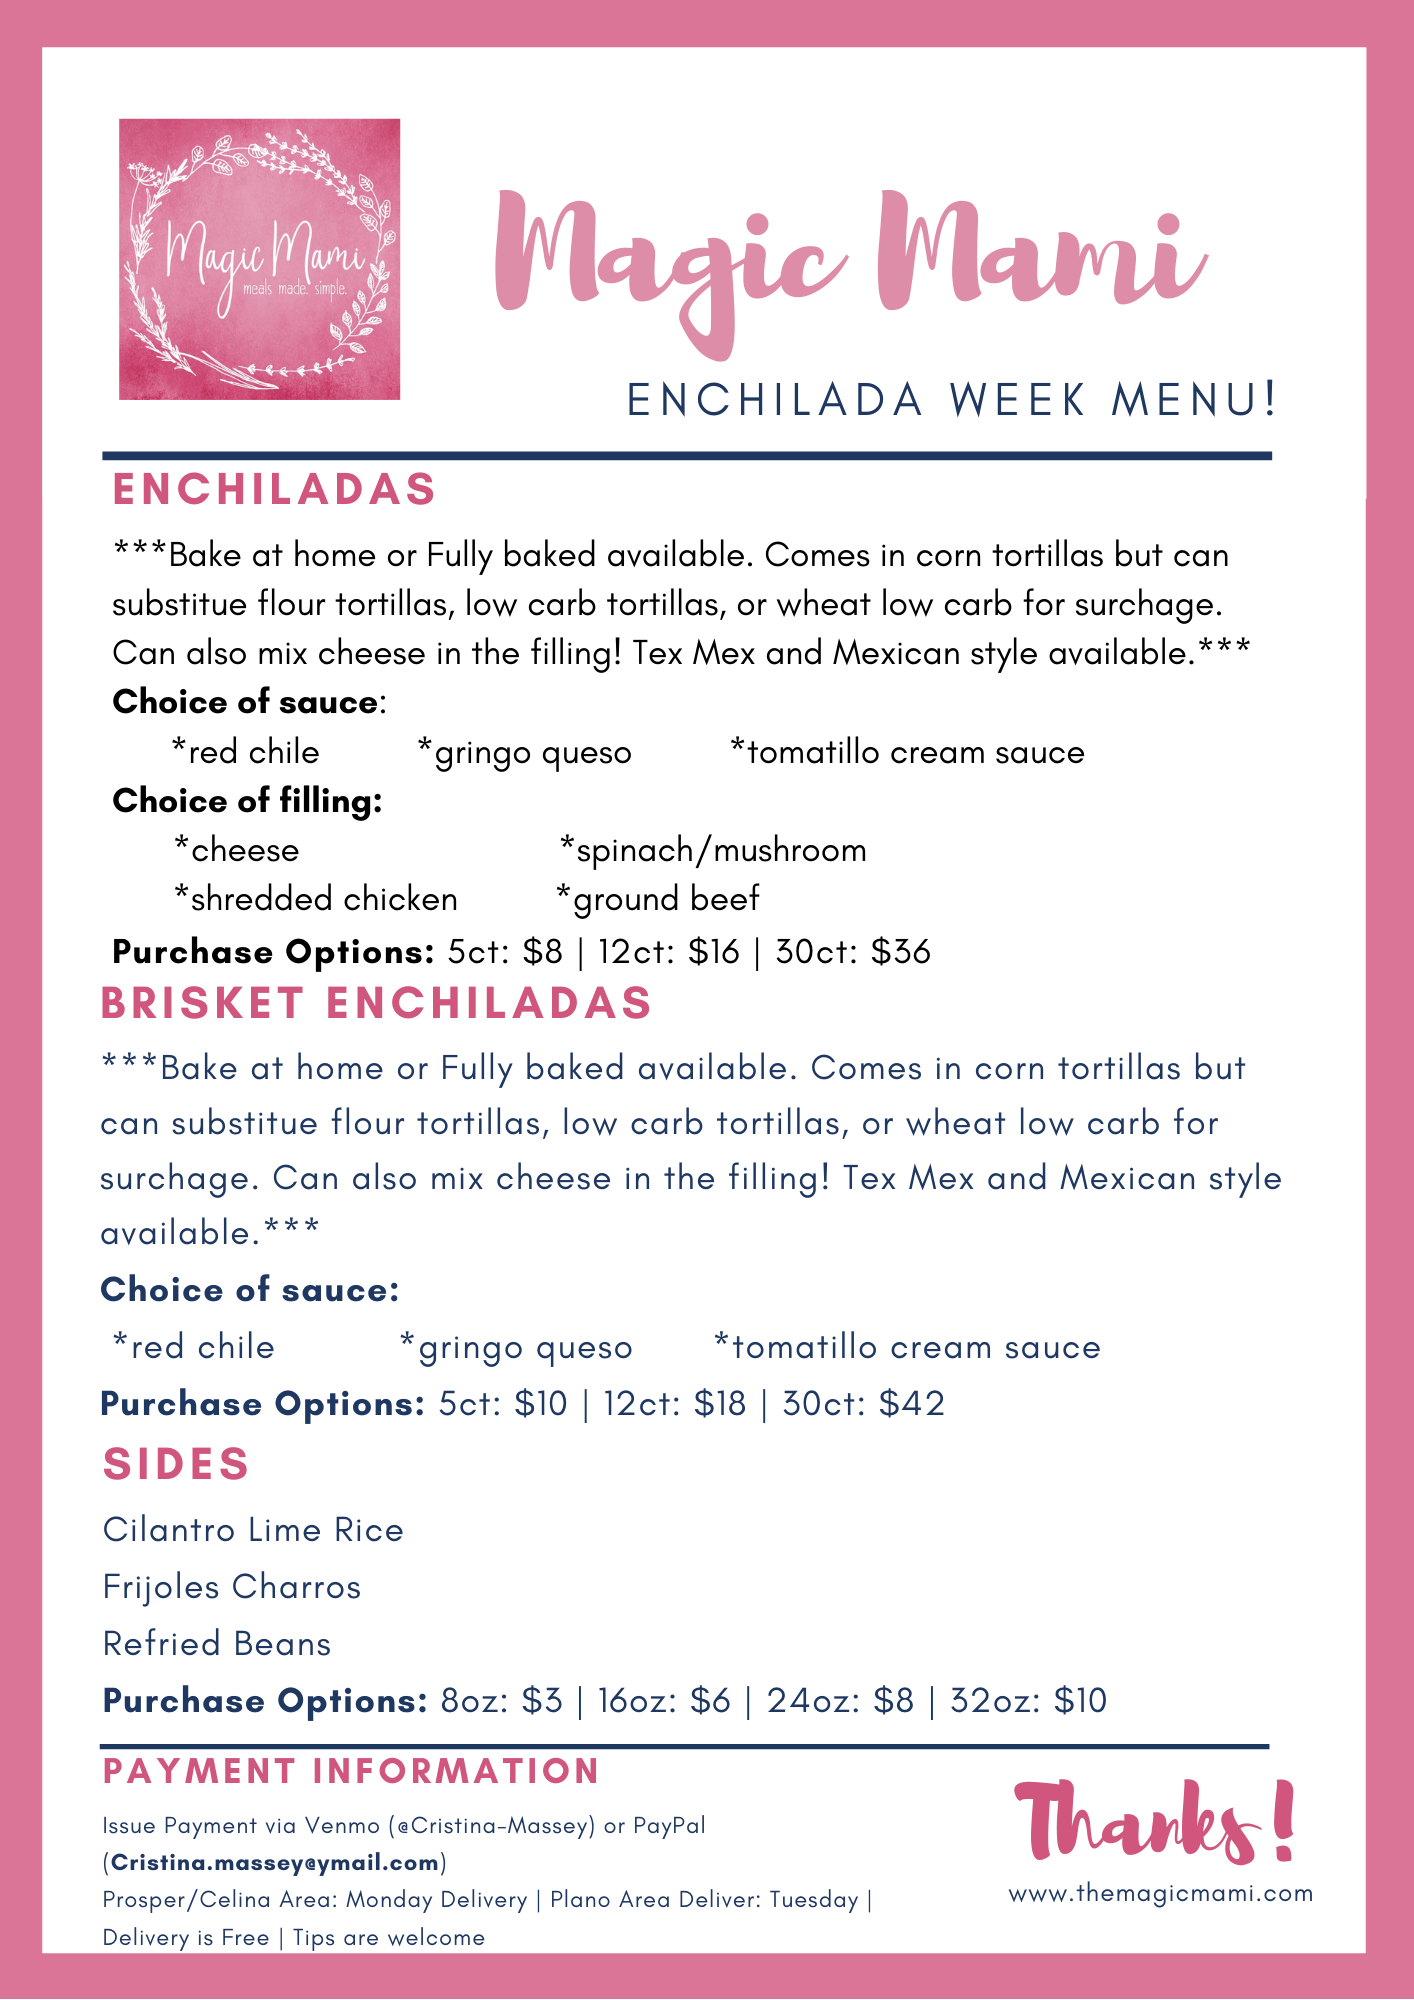 Magic Mami
meals made. simple.
Magic Mami
ENCHILADA WEEK MENU!
ENCHILADAS
***Bake at home or Fully baked available. Comes in corn tortillas but can
substitue flour tortillas, low carb tortillas, or wheat low carb for surchage.
Can also mix cheese in the filling! Tex Mex and Mexican style available.***
Choice of sauce:
*red chile *gringo queso *tomatillo cream sauce
Choice of filling:
*cheese *spinach/mushroom
*shredded chicken *ground beef
Purchase Options: 5ct: $8 | 12ct: $16 | 30ct: $36
BRISKET ENCHILADAS
***Bake at home or Fully baked available. Comes in corn tortillas but
can substitue flour tortillas, low carb tortillas, or wheat low carb for
surchage. Can also mix cheese in the filling! Tex Mex and Mexican style
available.***
Choice of sauce:
*red chile *gringo queso *tomatillo cream sauce
Purchase Options: 5ct: $10 | 12ct: $18 | 30ct: $42
SIDES
Cilantro Lime Rice
Frijoles Charros
Refried Beans
Purchase Options: 8oz: $3 | 16oz: $6 | 24oz: $8 | 32oz: $10
PAYMENT INFORMATION
Issue Payment via Venmo (@Cristina-Massey) or PayPal
(Cristina.massey@ymail.com)
Prosper/Celina Area: Monday Delivery | Plano Area Deliver: Tuesday |
Delivery is Free | Tips are welcome
Thanks!
www.themagicmami.com